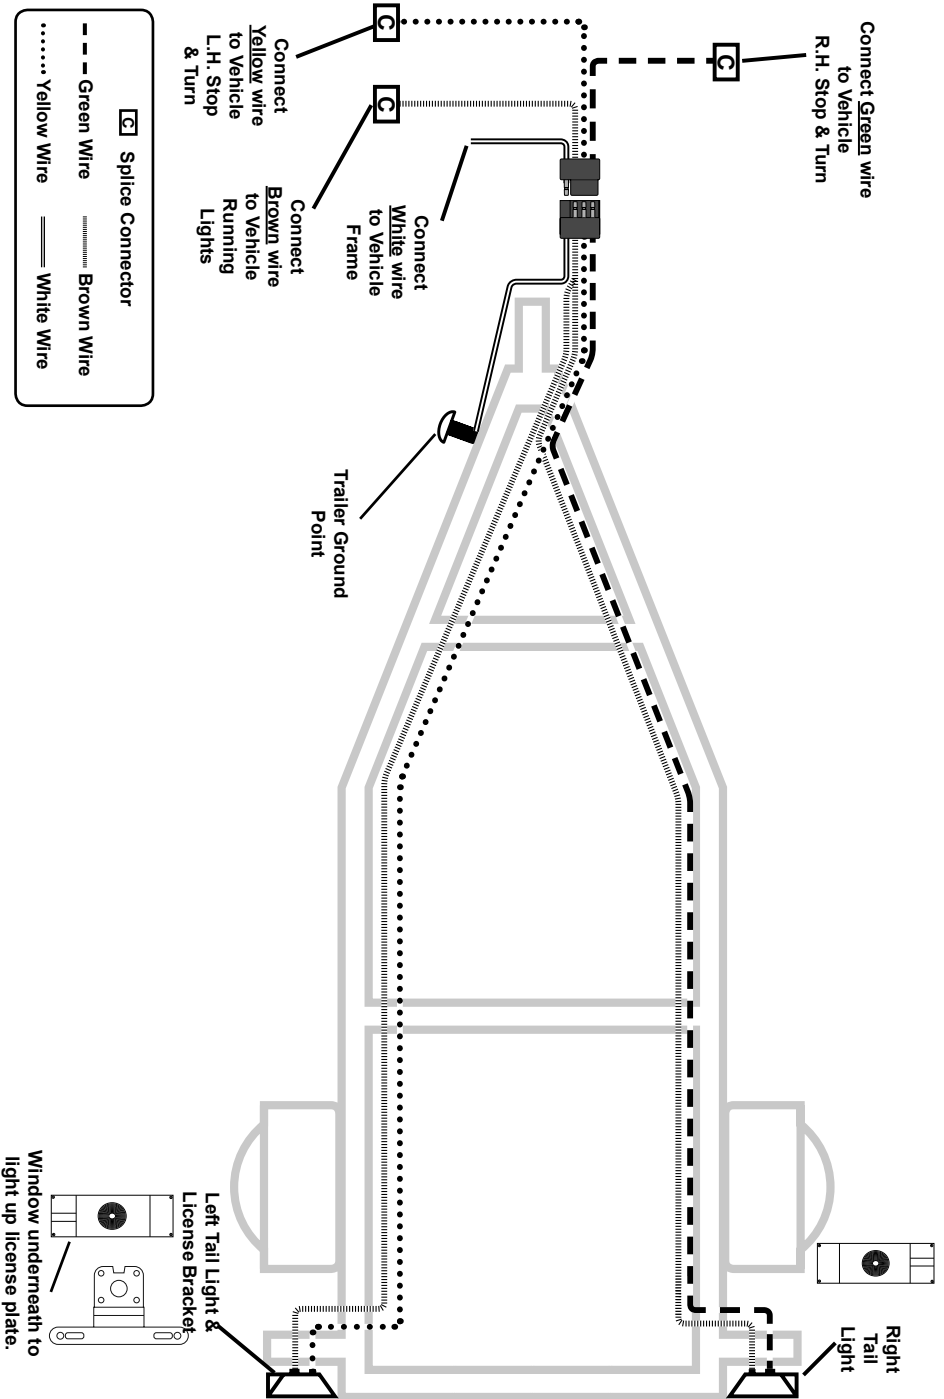 Connect Green wire
to Vehicle
R.H. Stop & Turn
C
C
Connect
Yellow wire
to Vehicle
L.H. Stop
& Turn
C
Connect
Brown wire
to Vehicle
Running
Lights
Connect
White wire
to Vehicle
Frame
Trailer Ground
Point
C Splice Connector
Green Wire
Brown Wire
Yellow Wire
White Wire
Right
Tail
Light
Left Tail Light &
License Bracket
Window underneath to
light up license plate.